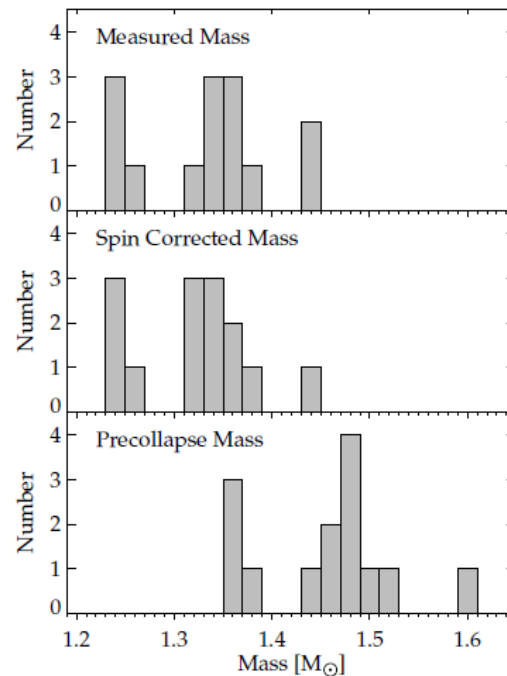 4
Measured Mass
3
2
1
0
Number
4
Spin Corrected Mass
3
2
1
0
Number
4
Precollapse Mass
3
2
1
0
Number
1.2 1.3 1.4 1.5 1.6
Mass [M☉]